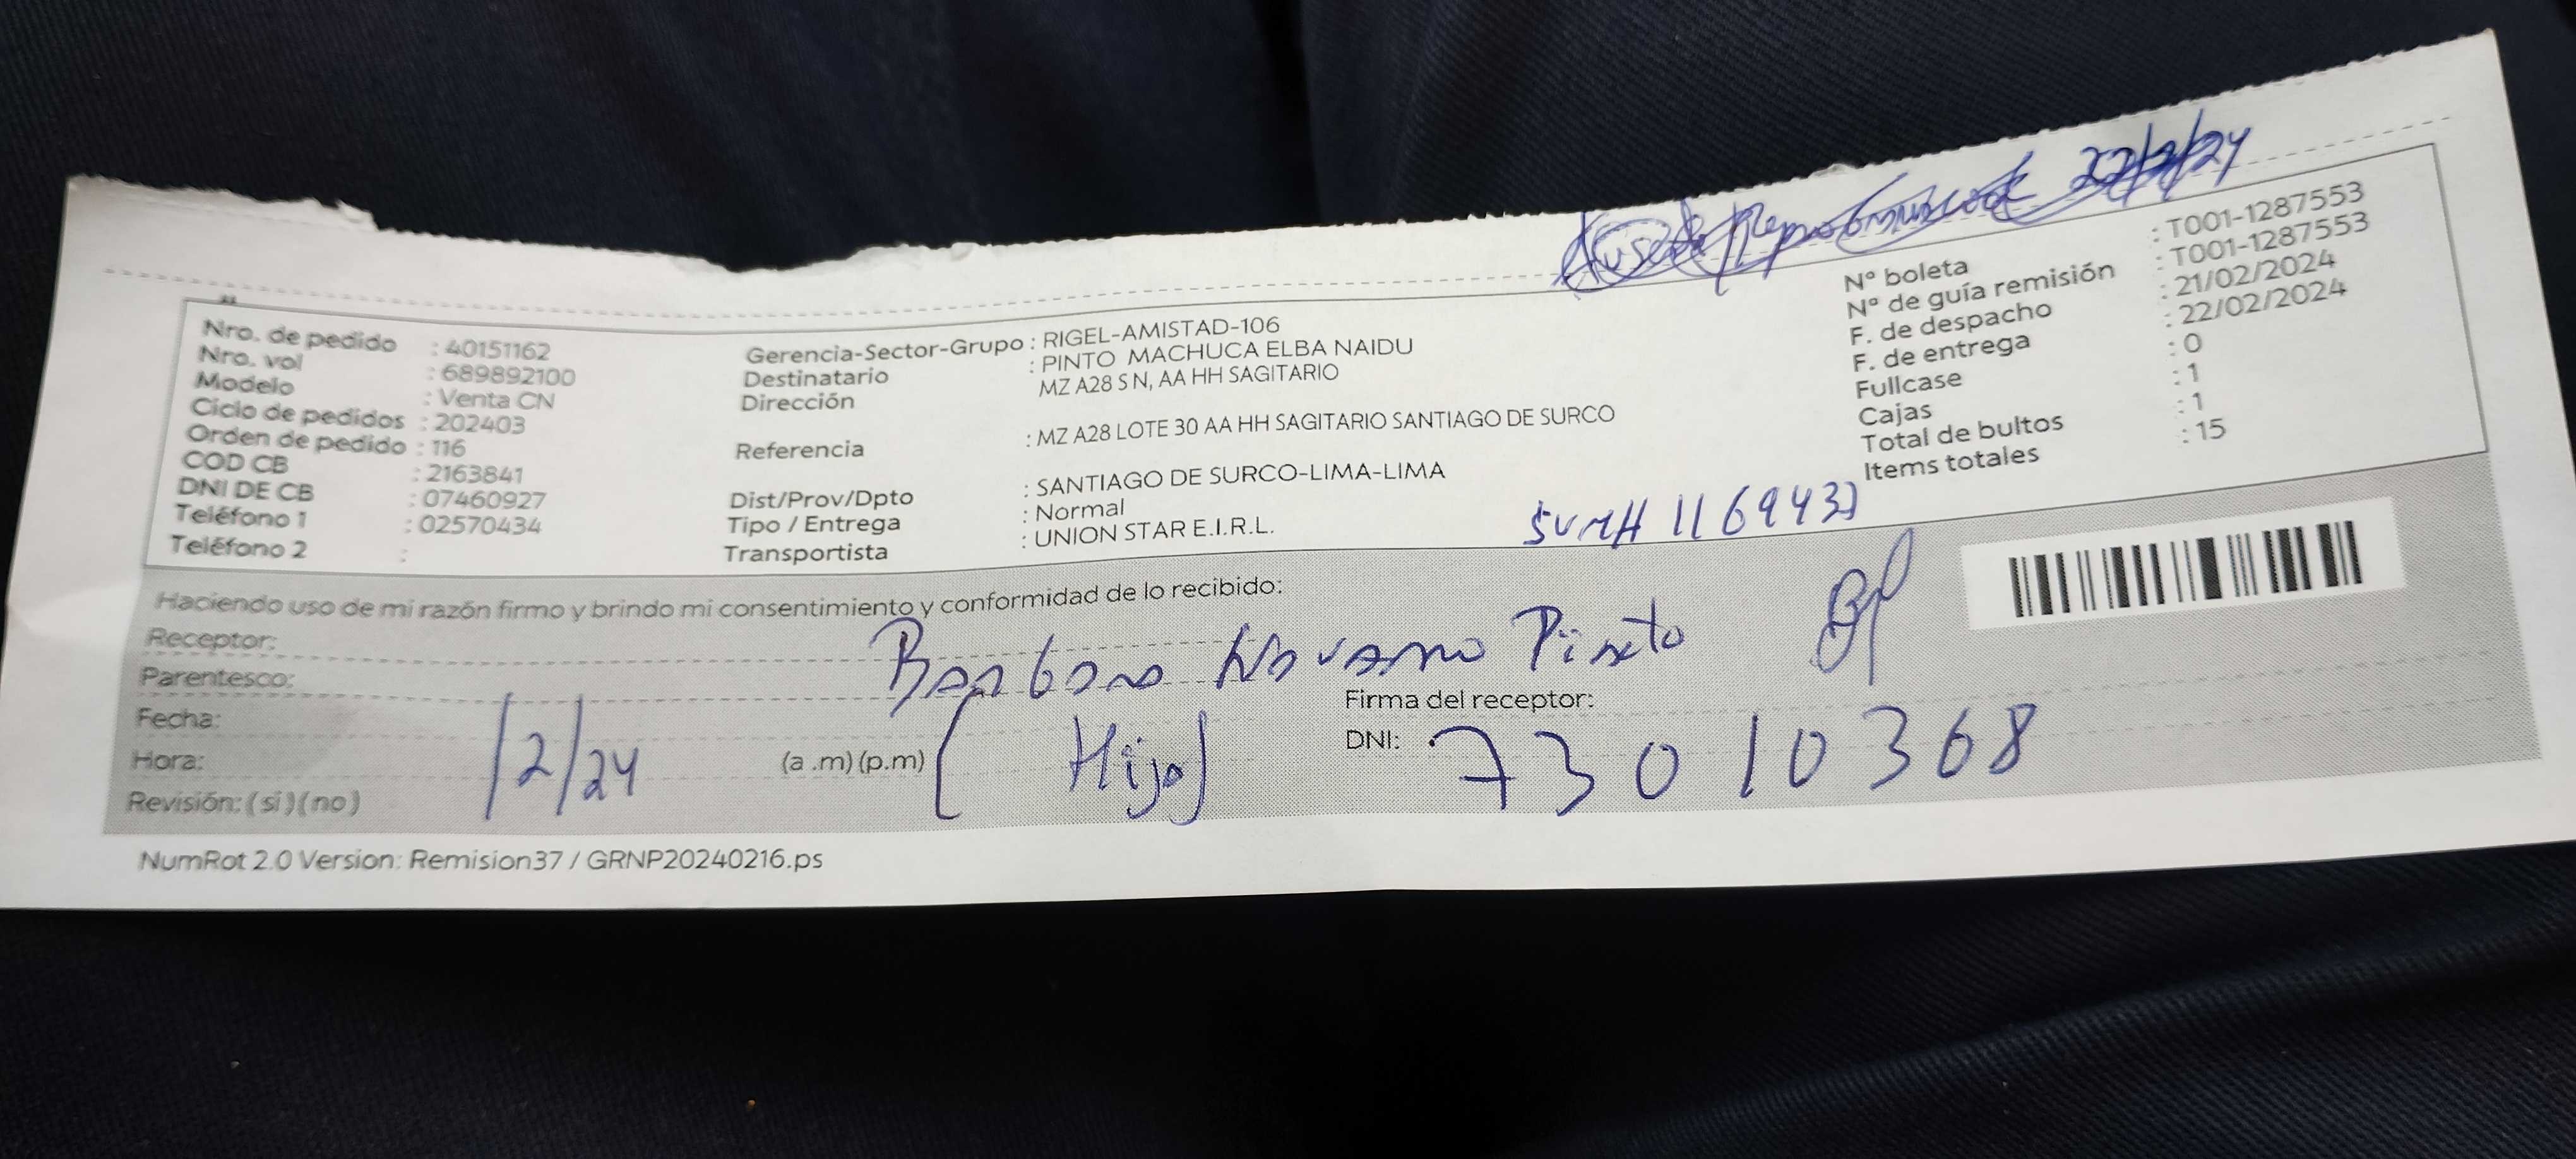 22/2/24
Nro. de pedido : 40151162
Nro. vol : 689892100
Modelo : Venta CN
Ciclo de pedidos : 202403
Orden de pedido : 116
COD CB : 2163841
DNI DE CB : 07460927
Teléfono 1 : 02570434
Teléfono 2 :
Gerencia-Sector-Grupo : RIGEL-AMISTAD-106
Destinatario : PINTO MACHUCA ELBA NAIDU
Dirección MZ A28 S N, AA HH SAGITARIO
Referencia : MZ A28 LOTE 30 AA HH SAGITARIO SANTIAGO DE SURCO
Dist/Prov/Dpto : SANTIAGO DE SURCO-LIMA-LIMA
Tipo / Entrega : Normal
Transportista : UNION STAR E.I.R.L.
N° boleta : T001-1287553
N° de guía remisión : T001-1287553
F. de despacho : 21/02/2024
F. de entrega : 22/02/2024
Fullcase : 0
Cajas : 1
Total de bultos : 1
Items totales : 15
Haciendo uso de mi razón firmo y brindo mi consentimiento y conformidad de lo recibido:
Receptor:
Pinto
Parentesco:
Firma del receptor:
Fecha:
(Hijo)
DNI: 73010368
Hora: /2/24 (a .m) (p.m)
Revisión: ( si ) ( no )
NumRot 2.0 Version: Remision37 / GRNP20240216.ps